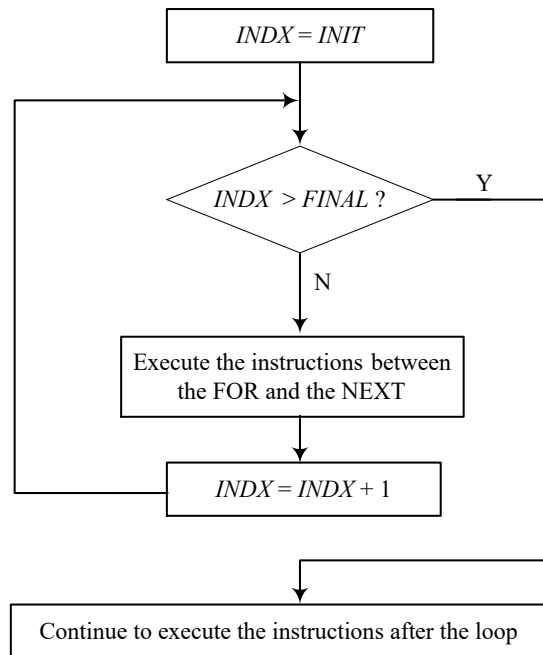 INDX = INIT
INDX > FINAL ?
Y
N
Execute the instructions between
the FOR and the NEXT
INDX = INDX + 1
Continue to execute the instructions after the loop